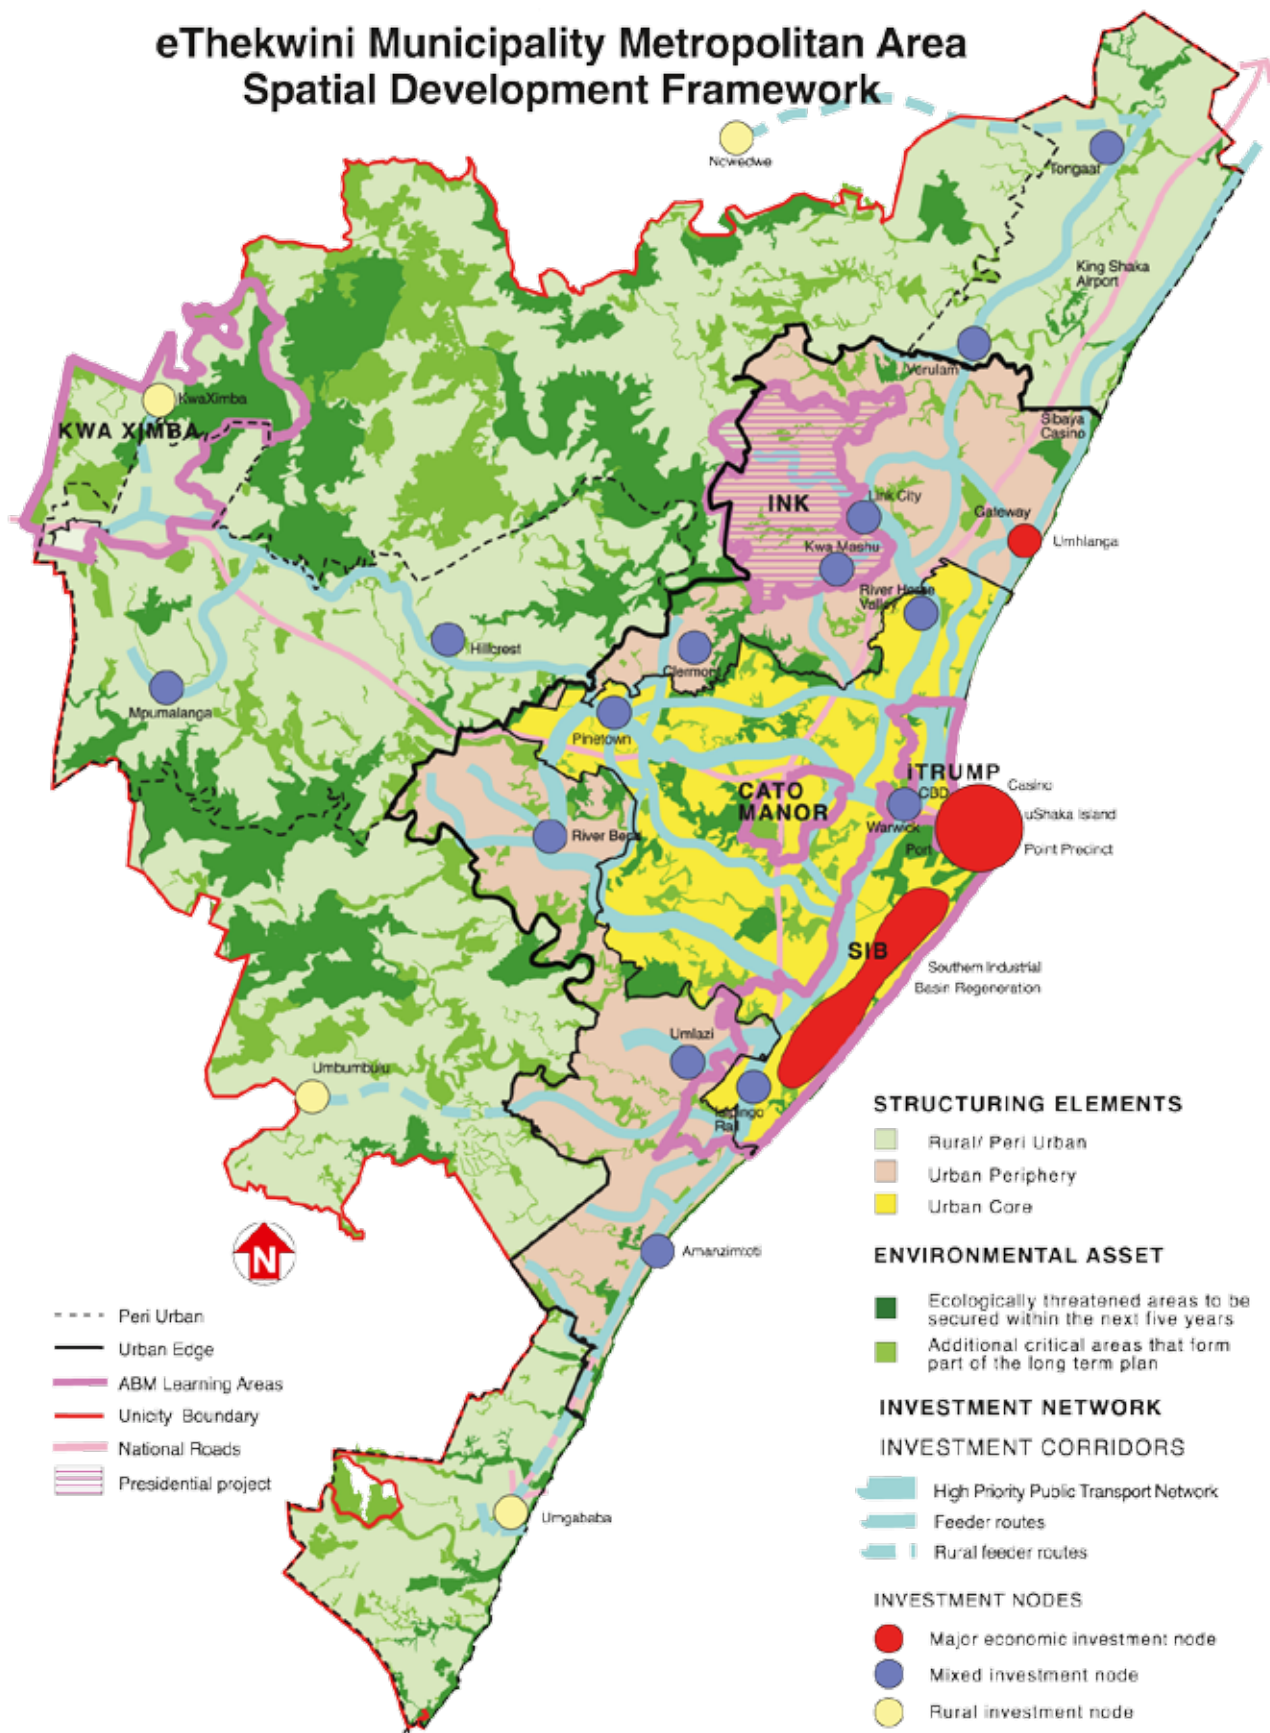 eThekwini Municipality Metropolitan Area
Spatial Development Framework
Ndwedwe
Tongaat
King Shaka
Airport
Verulam
KwaXimba
KWA XIMBA
Sibaya
Casino
INK
Link City
Gateway
Umhlanga
Kwa Mashu
River Horse
Valley
Hillcrest
Clermont
Mpumalanga
Pinetown
iTRUMP
CATO
MANOR
CBD
Casino
uShaka Island
River Bend
Warwick
Port
Point Precinct
SIB
Southern Industrial
Basin Regeneration
Umlazi
Umbumbulu
Isipingo
Rail
Amanzimtoti
Umgababa
N
Peri Urban
Urban Edge
ABM Learning Areas
Unicity Boundary
National Roads
Presidential project
STRUCTURING ELEMENTS
Rural/ Peri Urban
Urban Periphery
Urban Core
ENVIRONMENTAL ASSET
Ecologically threatened areas to be
secured within the next five years
Additional critical areas that form
part of the long term plan
INVESTMENT NETWORK
INVESTMENT CORRIDORS
High Priority Public Transport Network
Feeder routes
Rural feeder routes
INVESTMENT NODES
Major economic investment node
Mixed investment node
Rural investment node